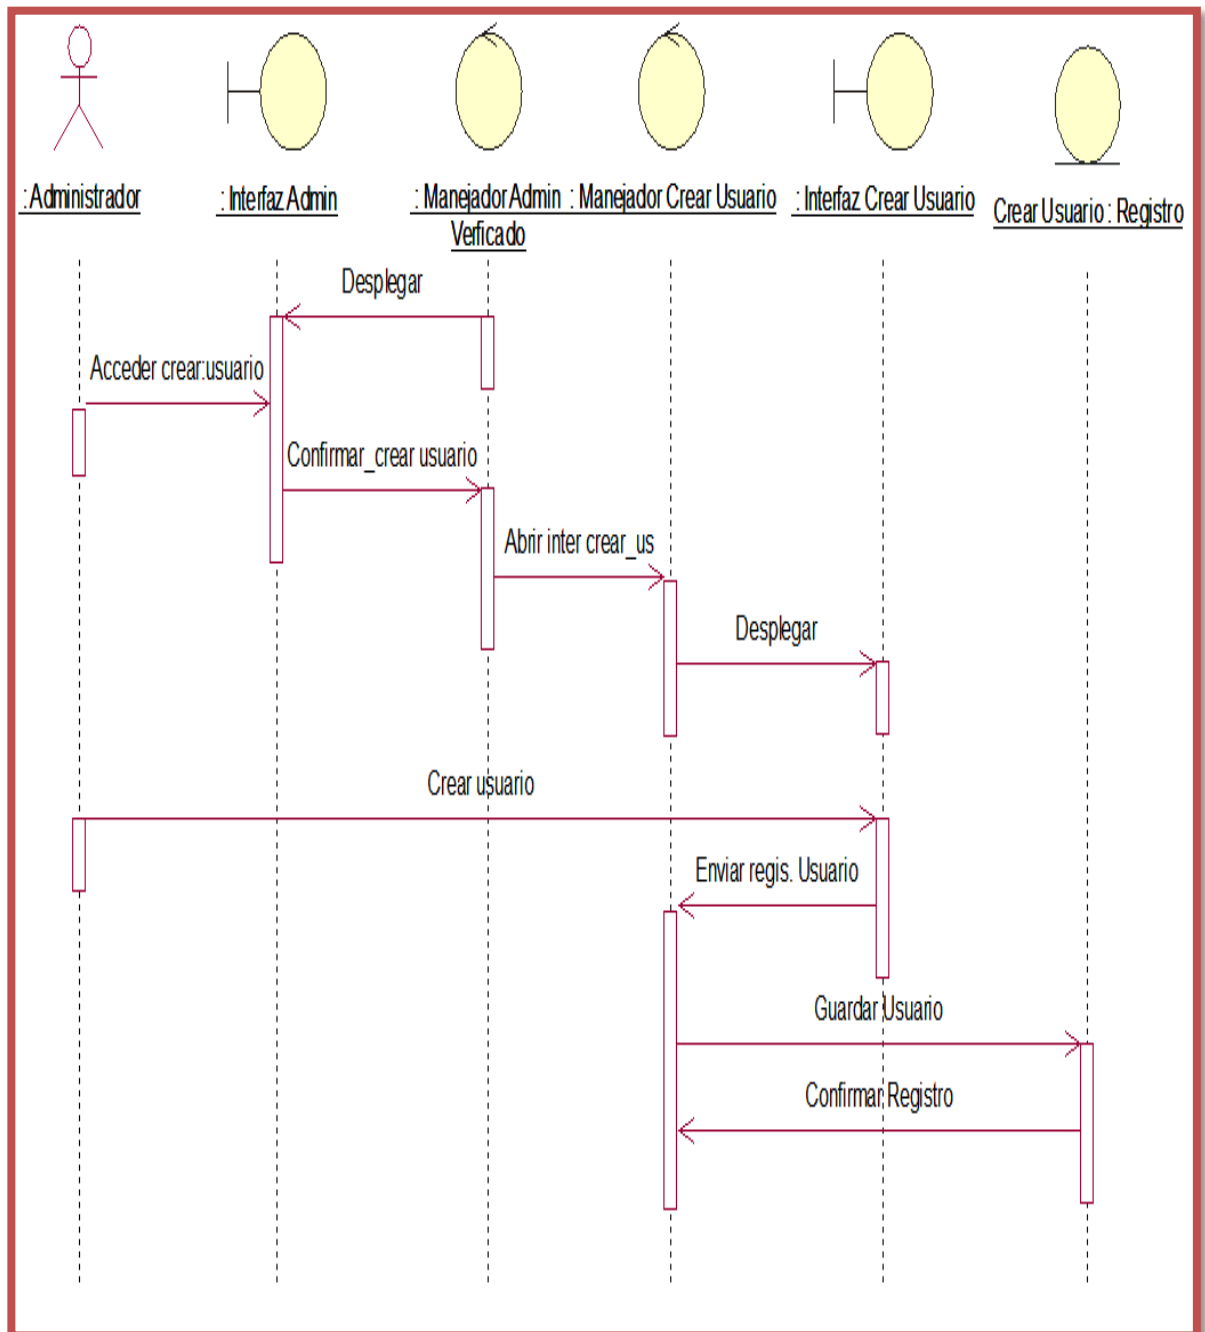 : Administrador
: Interfaz Admin
: Manejador Admin
Verficado
: Manejador Crear Usuario
: Interfaz Crear Usuario
Crear Usuario : Registro
Desplegar
Acceder crear:usuario
Confirmar_crear usuario
Abrir inter crear_us
Desplegar
Crear usuario
Enviar regis. Usuario
Guardar Usuario
Confirmar Registro